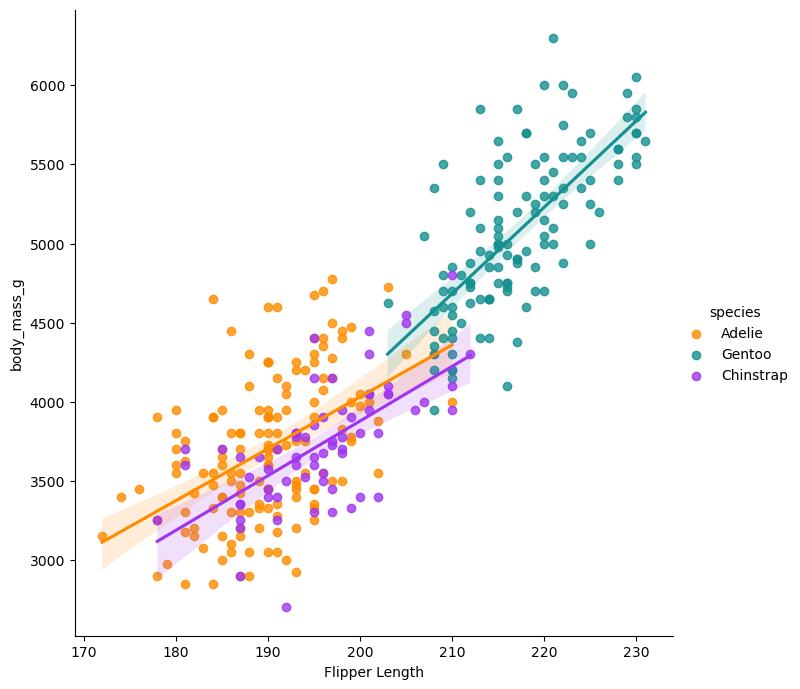 6000
5500
5000
4500
4000
3500
3000
body_mass_g
170 180 190 200 210 220 230
Flipper Length
species
Adelie
Gentoo
Chinstrap